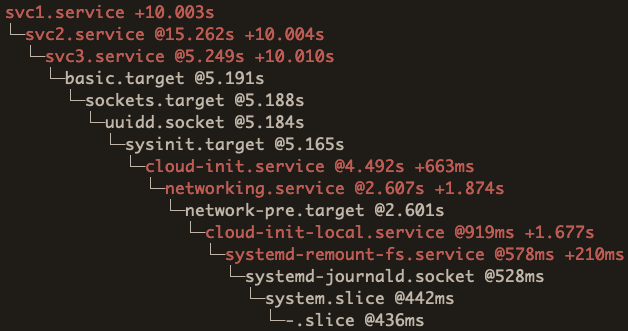 svc1.service +10.003s
└─svc2.service @15.262s +10.004s
└─svc3.service @5.249s +10.010s
└─basic.target @5.191s
└─sockets.target @5.188s
└─uuidd.socket @5.184s
└─sysinit.target @5.165s
└─cloud-init.service @4.492s +663ms
└─networking.service @2.607s +1.874s
└─network-pre.target @2.601s
└─cloud-init-local.service @919ms +1.677s
└─systemd-remount-fs.service @578ms +210ms
└─systemd-journald.socket @528ms
└─system.slice @442ms
└─-.slice @436ms